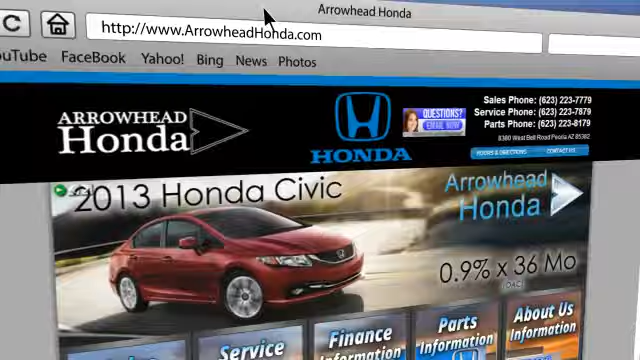 Arrowhead Honda
http://www.ArrowheadHonda.com
YouTube FaceBook Yahoo! Bing News Photos
ARROWHEAD
Honda
HONDA
QUESTIONS?
EMAIL NOW
Sales Phone: (623) 223-7779
Service Phone: (623) 223-7879
Parts Phone: (623) 223-8179
8380 West Bell Road Peoria AZ 85382
HOURS & DIRECTIONS CONTACT US
2013 Honda Civic
Arrowhead
Honda
0.9% x 36 Mo
(OAC)
Service
Finance
Information
Parts
Information
About Us
Information